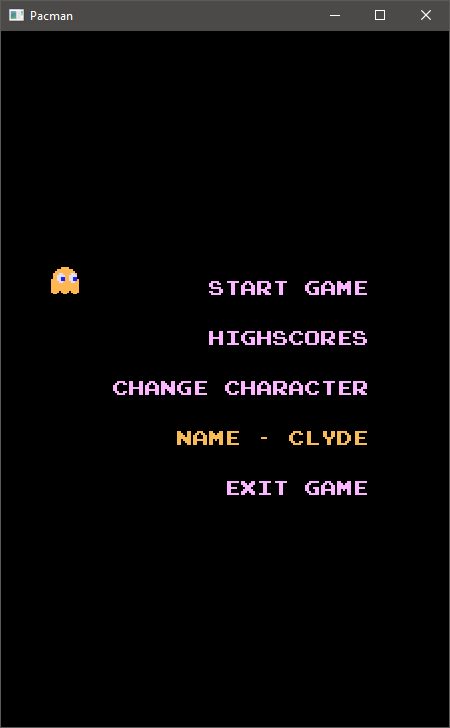 Pacman
START GAME
HIGHSCORES
CHANGE CHARACTER
NAME - CLYDE
EXIT GAME